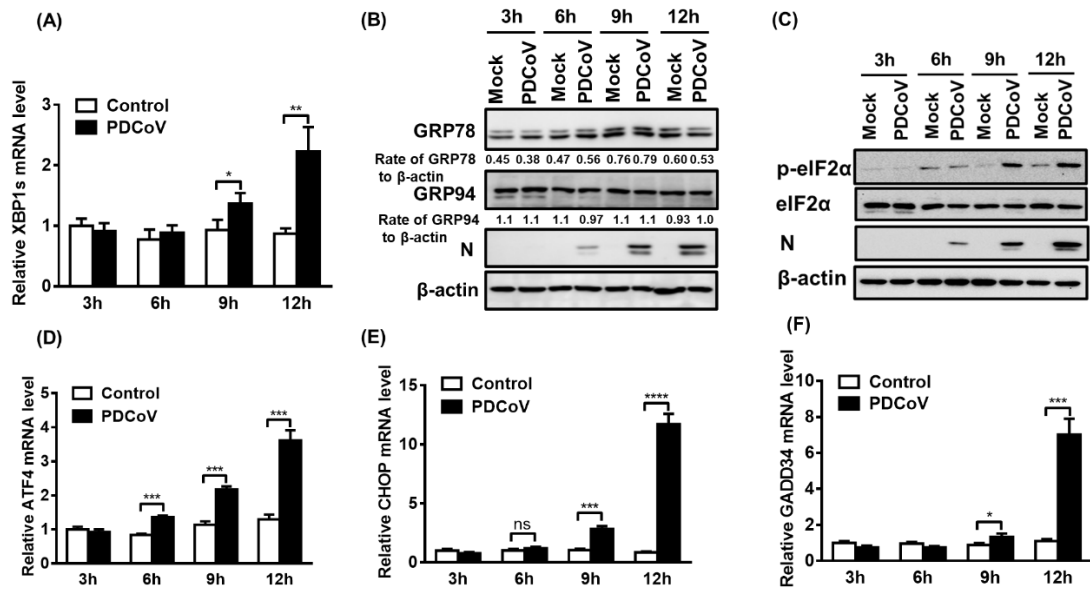 (A)
Relative XBP1s mRNA level
3
2
1
0
Control
PDCoV
*
**
3h 6h 9h 12h
(B)
3h 6h 9h 12h
Mock PDCoV Mock PDCoV Mock PDCoV Mock PDCoV
GRP78
Rate of GRP78 0.45 0.38 0.47 0.56 0.76 0.79 0.60 0.53
to β-actin
GRP94
Rate of GRP94 1.1 1.1 1.1 0.97 1.1 1.1 0.93 1.0
to β-actin
N
β-actin
(C)
3h 6h 9h 12h
Mock PDCoV Mock PDCoV Mock PDCoV Mock PDCoV
p-eIF2α
eIF2α
N
β-actin
(D)
Relative ATF4 mRNA level
5
4
3
2
1
0
Control
PDCoV
***
***
***
3h 6h 9h 12h
(E)
Relative CHOP mRNA level
15
10
5
0
Control
PDCoV
ns
***
****
3h 6h 9h 12h
(F)
Relative GADD34 mRNA level
10
8
6
4
2
0
Control
PDCoV
*
***
3h 6h 9h 12h